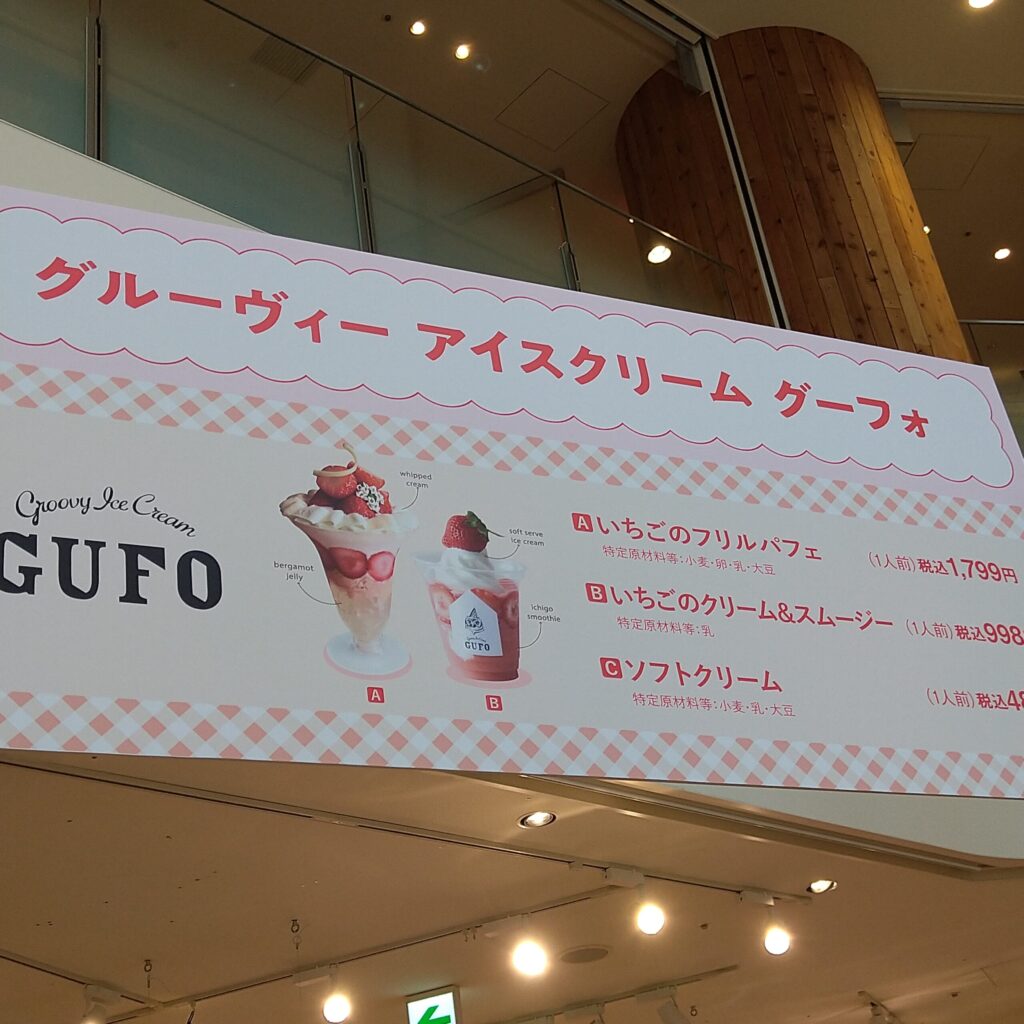 グルーヴィー アイスクリーム グーフォ
Groovy Ice Cream
GUFO
whipped
cream
soft serve
ice cream
bergamot
jelly
ichigo
smoothie
GUFO
A
B
A いちごのフリルパフェ (1人前) 税込1,799円
特定原材料等:小麦・卵・乳・大豆
B いちごのクリーム&スムージー (1人前) 税込998
特定原材料等:乳
C ソフトクリーム (1人前) 税込48
特定原材料等:小麦・乳・大豆